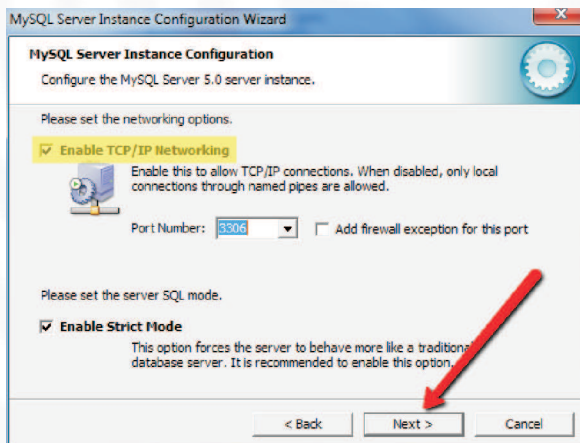 MySQL Server Instance Configuration Wizard
MySQL Server Instance Configuration
Configure the MySQL Server 5.0 server instance.
Please set the networking options.
Enable TCP/IP Networking
Enable this to allow TCP/IP connections. When disabled, only local
connections through named pipes are allowed.
Port Number: 3306 Add firewall exception for this port
Please set the server SQL mode.
Enable Strict Mode
This option forces the server to behave more like a traditional
database server. It is recommended to enable this option.
< Back Next > Cancel